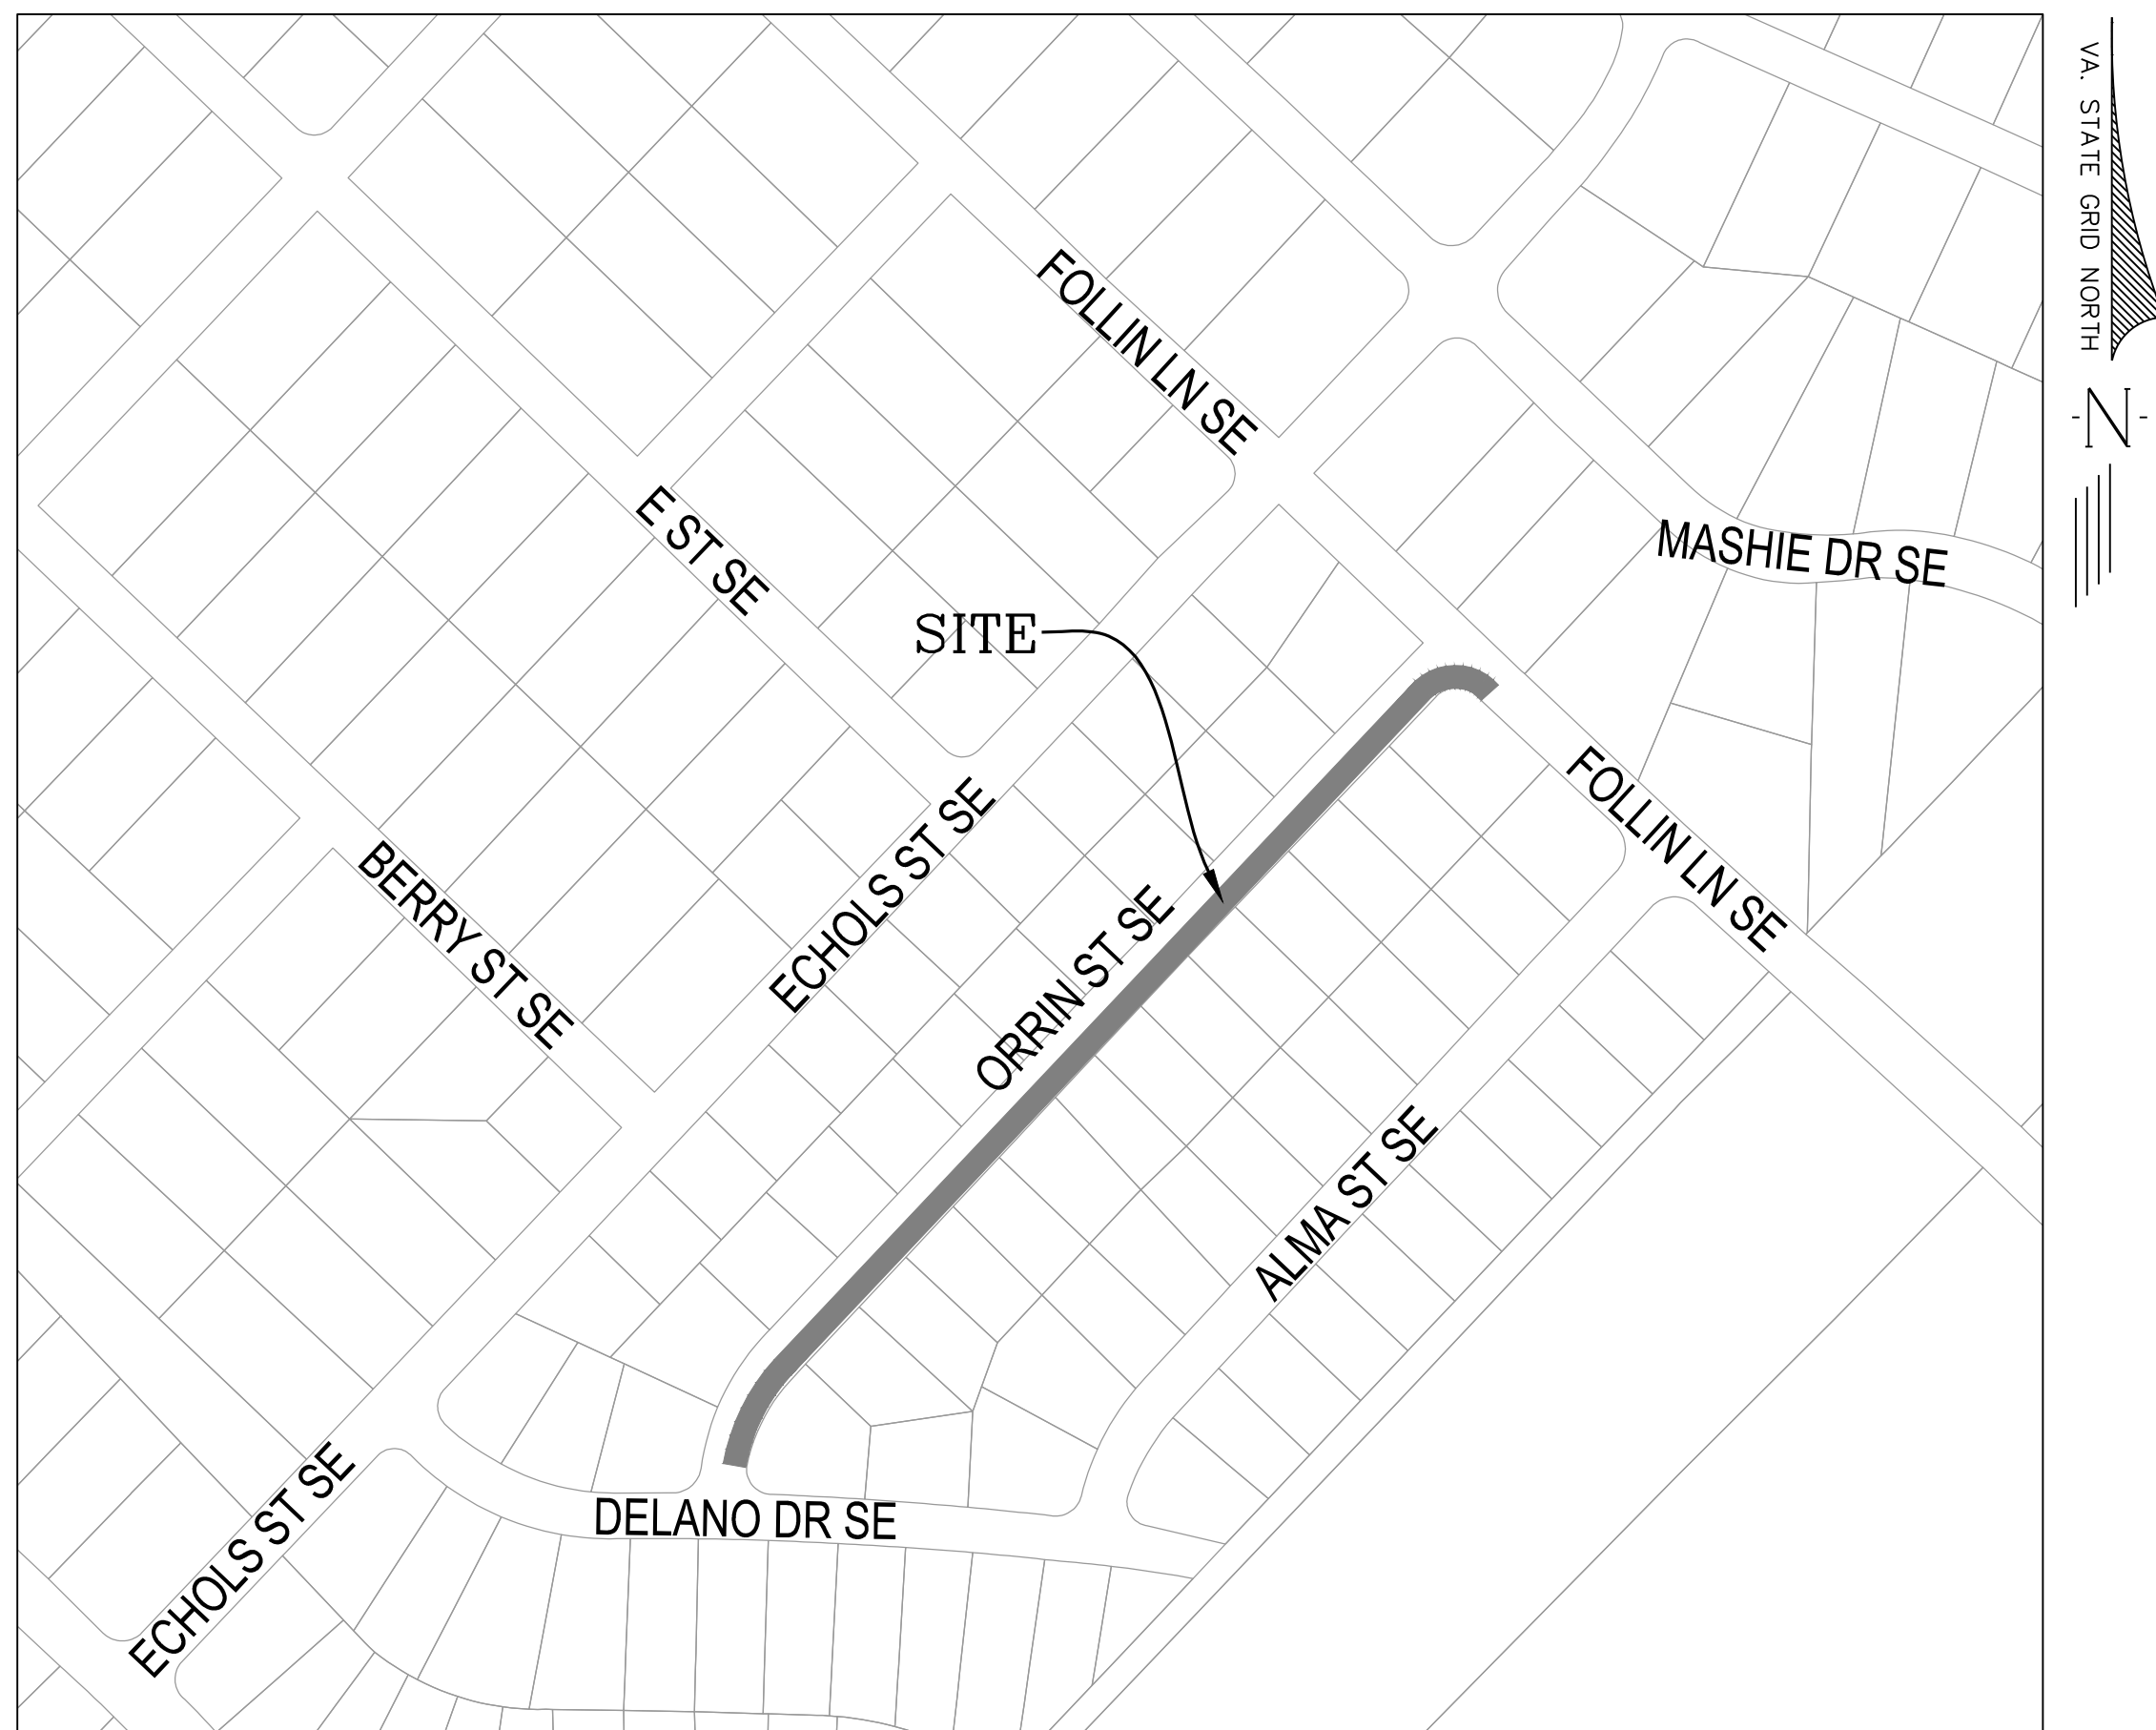 VA. STATE GRID NORTH
N
FOLLIN LN SE
E ST SE
MASHIE DR SE
SITE
FOLLIN LN SE
BERRY ST SE
ECHOLS ST SE
ORRIN ST SE
ALMA ST SE
DELANO DR SE
ECHOLS ST SE